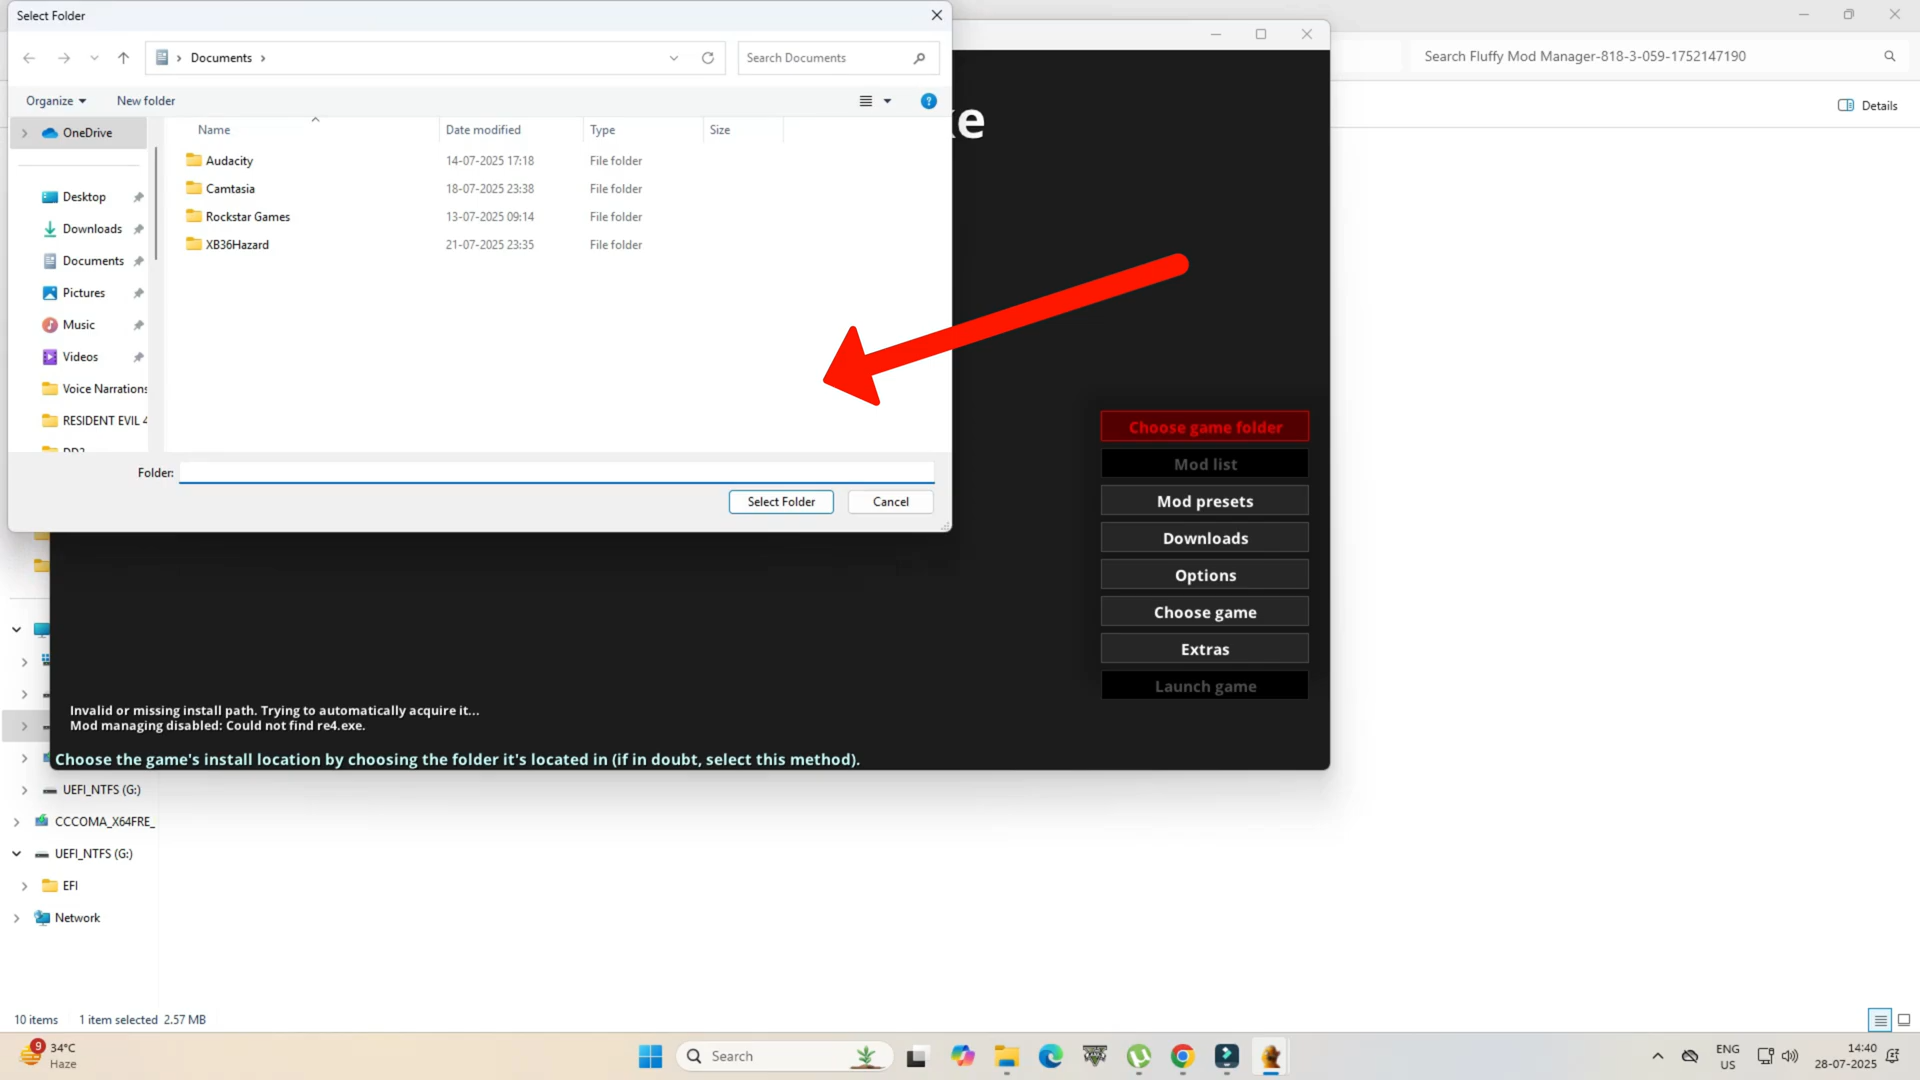 Select Folder
Documents
Search Documents
Organize
New folder
Name
Date modified
Type
Size
OneDrive
Audacity
14-07-2025 17:18
File folder
Camtasia
18-07-2025 23:38
File folder
Rockstar Games
13-07-2025 09:14
File folder
XB36Hazard
21-07-2025 23:35
File folder
Desktop
Downloads
Documents
Pictures
Music
Videos
Voice Narrations
RESIDENT EVIL 4
Folder:
Select Folder
Cancel
Search Fluffy Mod Manager-818-3-059-1752147190
Details
ke
Choose game folder
Mod list
Mod presets
Downloads
Options
Choose game
Extras
Launch game
Invalid or missing install path. Trying to automatically acquire it...
Mod managing disabled: Could not find re4.exe.
Choose the game's install location by choosing the folder it's located in (if in doubt, select this method).
UEFI_NTFS (G:)
CCCOMA_X64FRE_
UEFI_NTFS (G:)
EFI
Network
10 items
1 item selected 2.57 MB
9
34°C
Haze
Search
ENG
US
14:40
28-07-2025